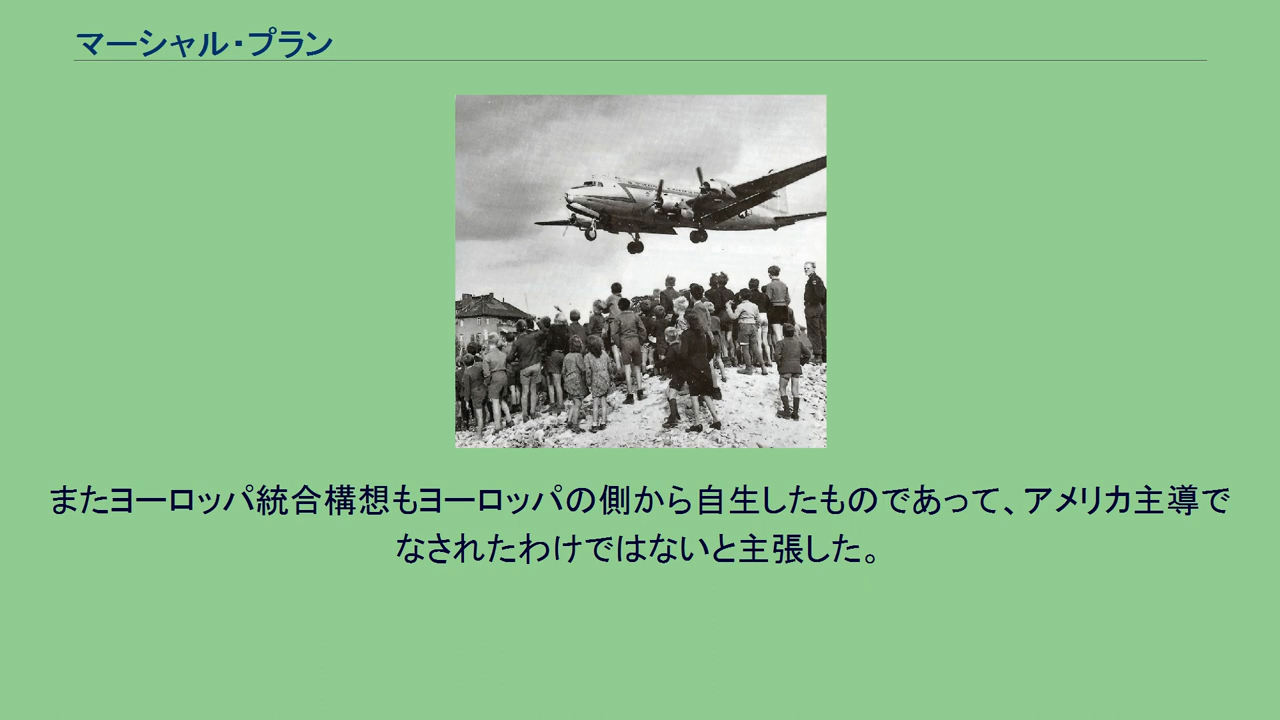 マーシャル・プラン
またヨーロッパ統合構想もヨーロッパの側から自生したものであって、アメリカ主導で
なされたわけではないと主張した。